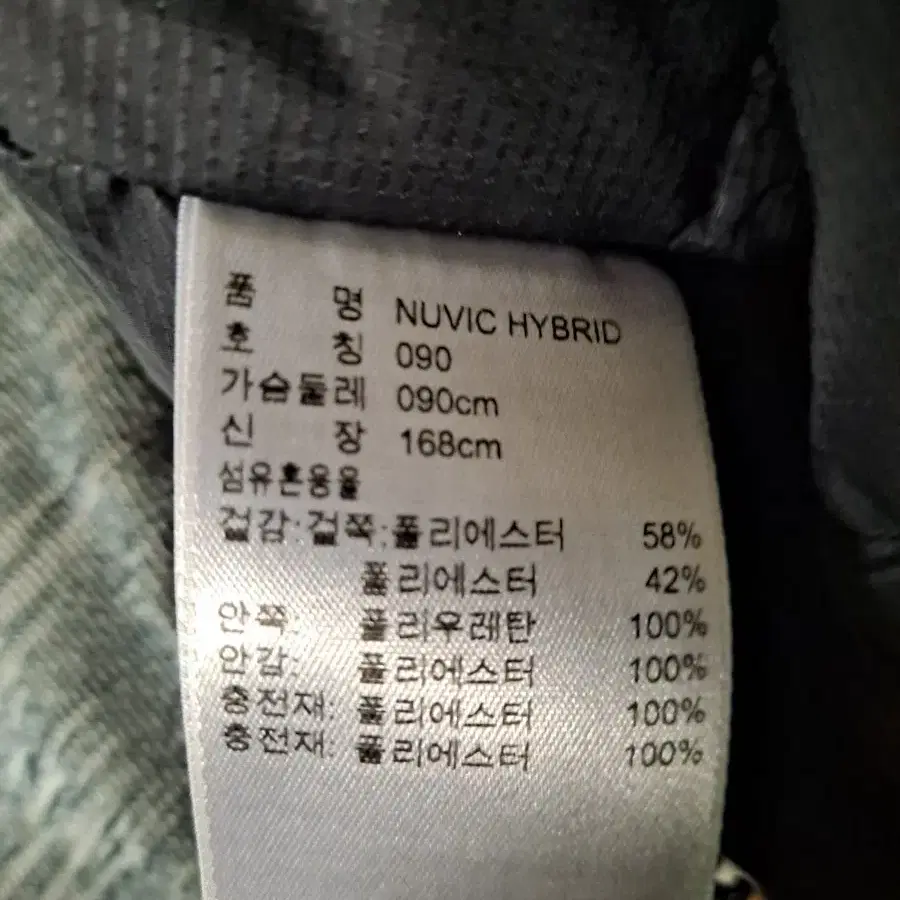 품 명 NUVIC HYBRID
호 칭 090
가슴둘레 090cm
신 장 168cm
섬유혼용율
겉감:겉쪽:폴리에스터 58%
폴리에스터 42%
안쪽: 폴리우레탄 100%
안감: 폴리에스터 100%
충전재: 폴리에스터 100%
충전재: 폴리에스터 100%